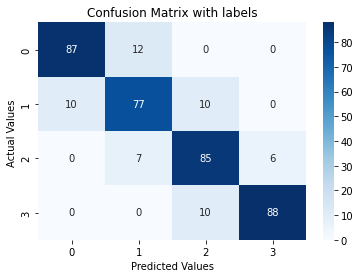 Confusion Matrix with labels
0 87 12 0 0
1 10 77 10 0
2 0 7 85 6
3 0 0 10 88
0 1 2 3
Actual Values
Predicted Values
80
70
60
50
40
30
20
10
0